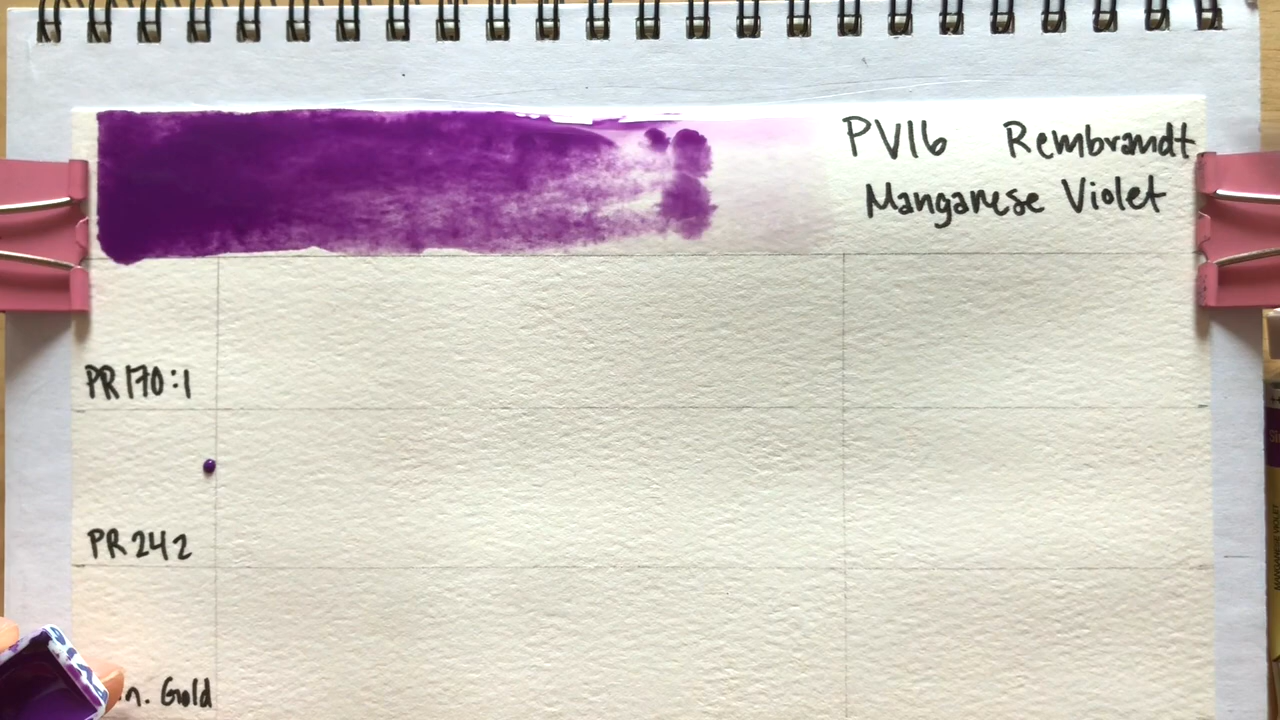 PV16 Rembrandt
Manganese Violet
PR170:1
PR242
n. Gold